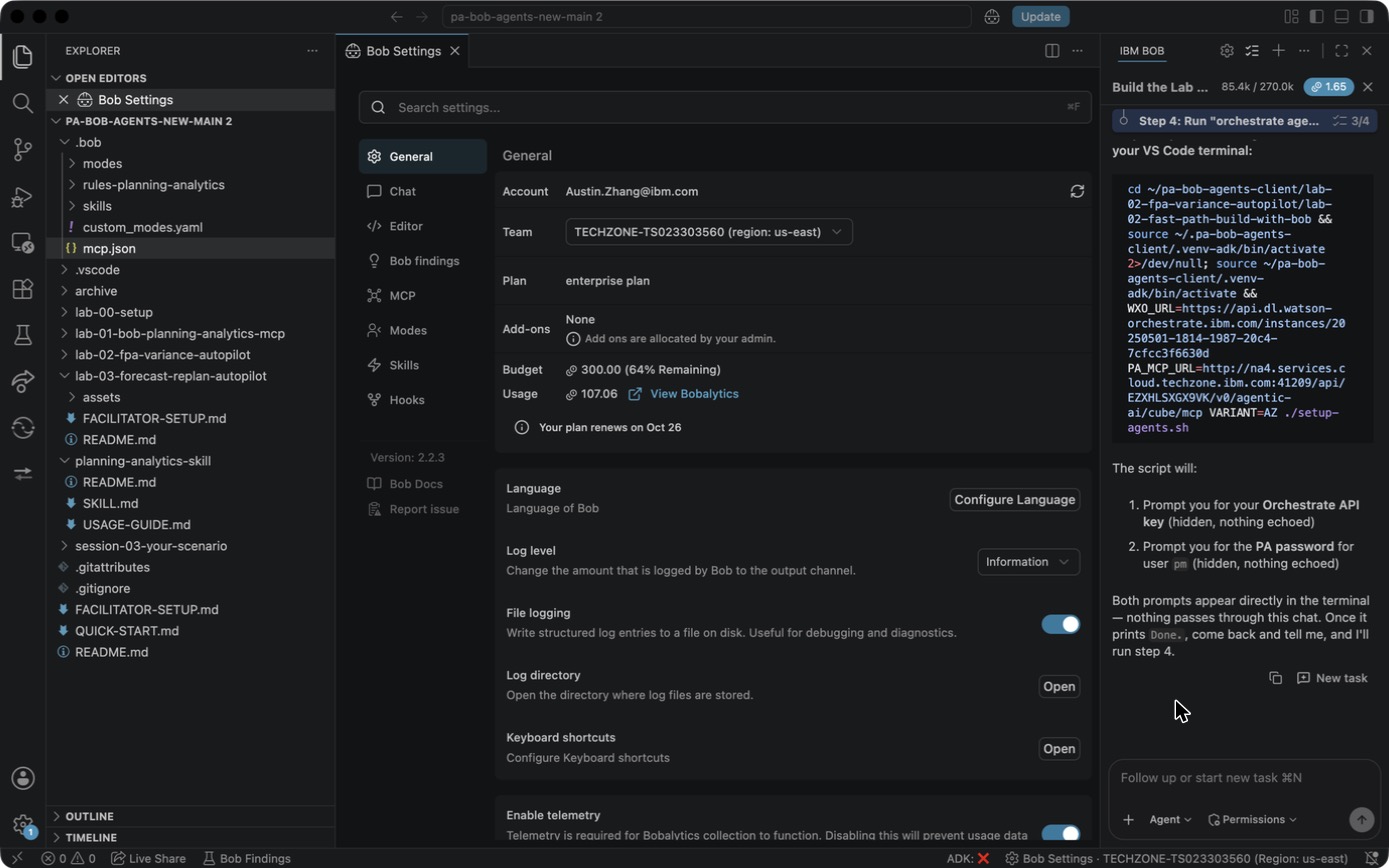 pa-bob-agents-new-main 2
Update
EXPLORER
OPEN EDITORS
Bob Settings
PA-BOB-AGENTS-NEW-MAIN 2
.bob
modes
rules-planning-analytics
skills
custom_modes.yaml
mcp.json
.vscode
archive
lab-00-setup
lab-01-bob-planning-analytics-mcp
lab-02-fpa-variance-autopilot
lab-03-forecast-replan-autopilot
assets
FACILITATOR-SETUP.md
README.md
planning-analytics-skill
README.md
SKILL.md
USAGE-GUIDE.md
session-03-your-scenario
.gitattributes
.gitignore
FACILITATOR-SETUP.md
QUICK-START.md
README.md
OUTLINE
TIMELINE
Bob Settings
Search settings...
⌘F
General
Chat
Editor
Bob findings
MCP
Modes
Skills
Hooks
Version: 2.2.3
Bob Docs
Report issue
General
Account Austin.Zhang@ibm.com
Team TECHZONE-TS023303560 (region: us-east)
Plan enterprise plan
Add-ons None
Add ons are allocated by your admin.
Budget 300.00 (64% Remaining)
Usage 107.06 View Bobalytics
Your plan renews on Oct 26
Language
Language of Bob
Configure Language
Log level
Change the amount that is logged by Bob to the output channel.
Information
File logging
Write structured log entries to a file on disk. Useful for debugging and diagnostics.
Log directory
Open the directory where log files are stored.
Open
Keyboard shortcuts
Configure Keyboard shortcuts
Open
Enable telemetry
Telemetry is required for Bobalytics collection to function. Disabling this will prevent usage data
IBM BOB
Build the Lab ... 85.4k / 270.0k 1.65
Step 4: Run "orchestrate age... 3/4
your VS Code terminal:
cd ~/pa-bob-agents-client/lab-
02-fpa-variance-autopilot/lab-
02-fast-path-build-with-bob &&
source ~/.pa-bob-agents-
client/.venv-adk/bin/activate
2>/dev/null; source ~/pa-bob-
agents-client/.venv-
adk/bin/activate &&
WXO_URL=https://api.dl.watson-
orchestrate.ibm.com/instances/20
250501-1814-1987-20c4-
7cfcc3f6630d
PA_MCP_URL=http://na4.services.c
loud.techzone.ibm.com:41209/api/
EZXHLSXGX9VK/v0/agentic-
ai/cube/mcp VARIANT=AZ ./setup-
agents.sh
The script will:
1. Prompt you for your Orchestrate API
key (hidden, nothing echoed)
2. Prompt you for the PA password for
user pm (hidden, nothing echoed)
Both prompts appear directly in the terminal
— nothing passes through this chat. Once it
prints Done., come back and tell me, and I'll
run step 4.
New task
Follow up or start new task ⌘N
Agent Permissions
1
0 0 Live Share Bob Findings
ADK: ❌ Bob Settings · TECHZONE-TS023303560 (Region: us-east)